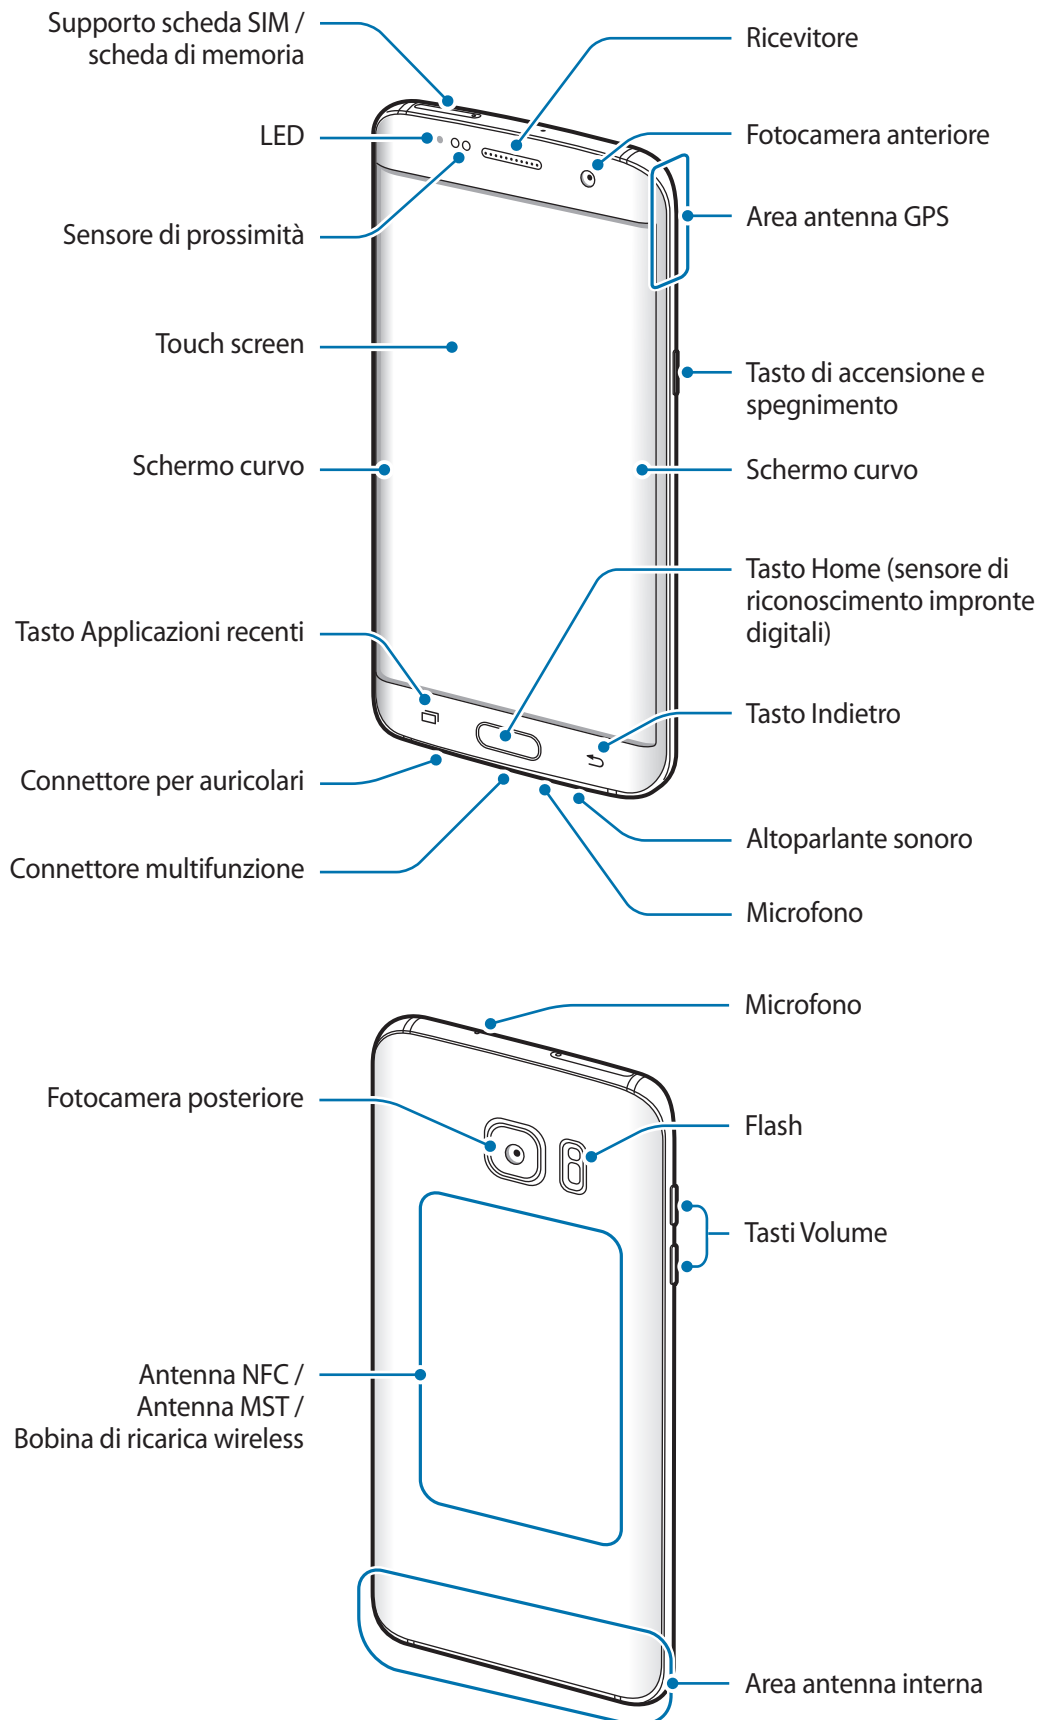 Supporto scheda SIM /
scheda di memoria
Ricevitore
LED
Fotocamera anteriore
Area antenna GPS
Sensore di prossimità
Touch screen
Tasto di accensione e
spegnimento
Schermo curvo
Schermo curvo
Tasto Home (sensore di
riconoscimento impronte
digitali)
Tasto Applicazioni recenti
Tasto Indietro
Connettore per auricolari
Altoparlante sonoro
Connettore multifunzione
Microfono
Microfono
Fotocamera posteriore
Flash
Tasti Volume
Antenna NFC /
Antenna MST /
Bobina di ricarica wireless
Area antenna interna